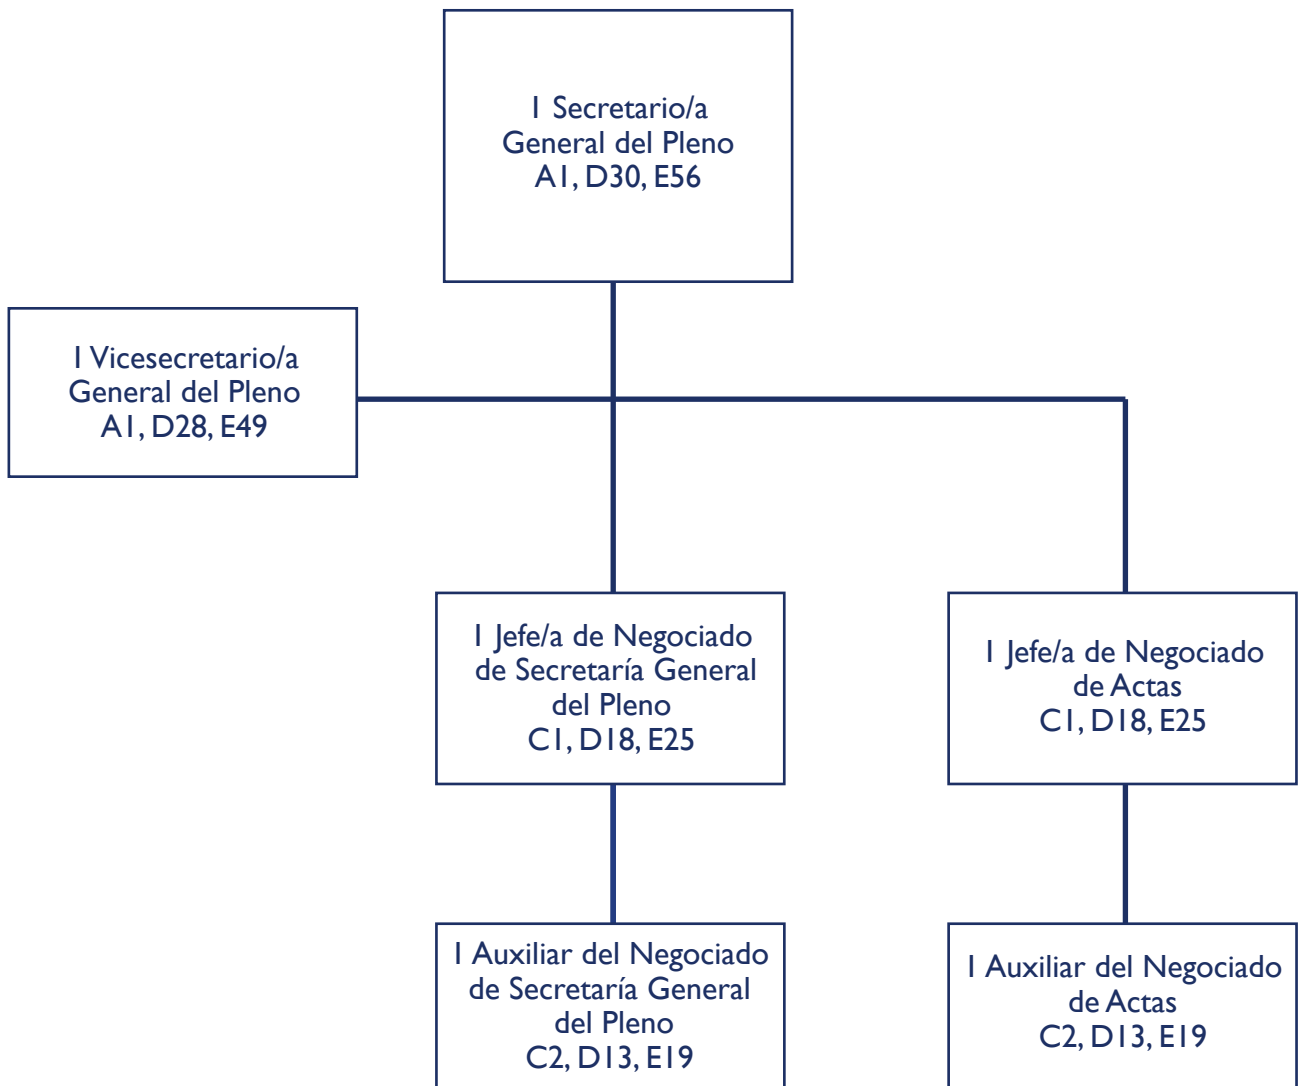 1 Secretario/a
General del Pleno
A1, D30, E56
1 Vicesecretario/a
General del Pleno
A1, D28, E49
1 Jefe/a de Negociado
de Secretaría General
del Pleno
C1, D18, E25
1 Jefe/a de Negociado
de Actas
C1, D18, E25
1 Auxiliar del Negociado
de Secretaría General
del Pleno
C2, D13, E19
1 Auxiliar del Negociado
de Actas
C2, D13, E19